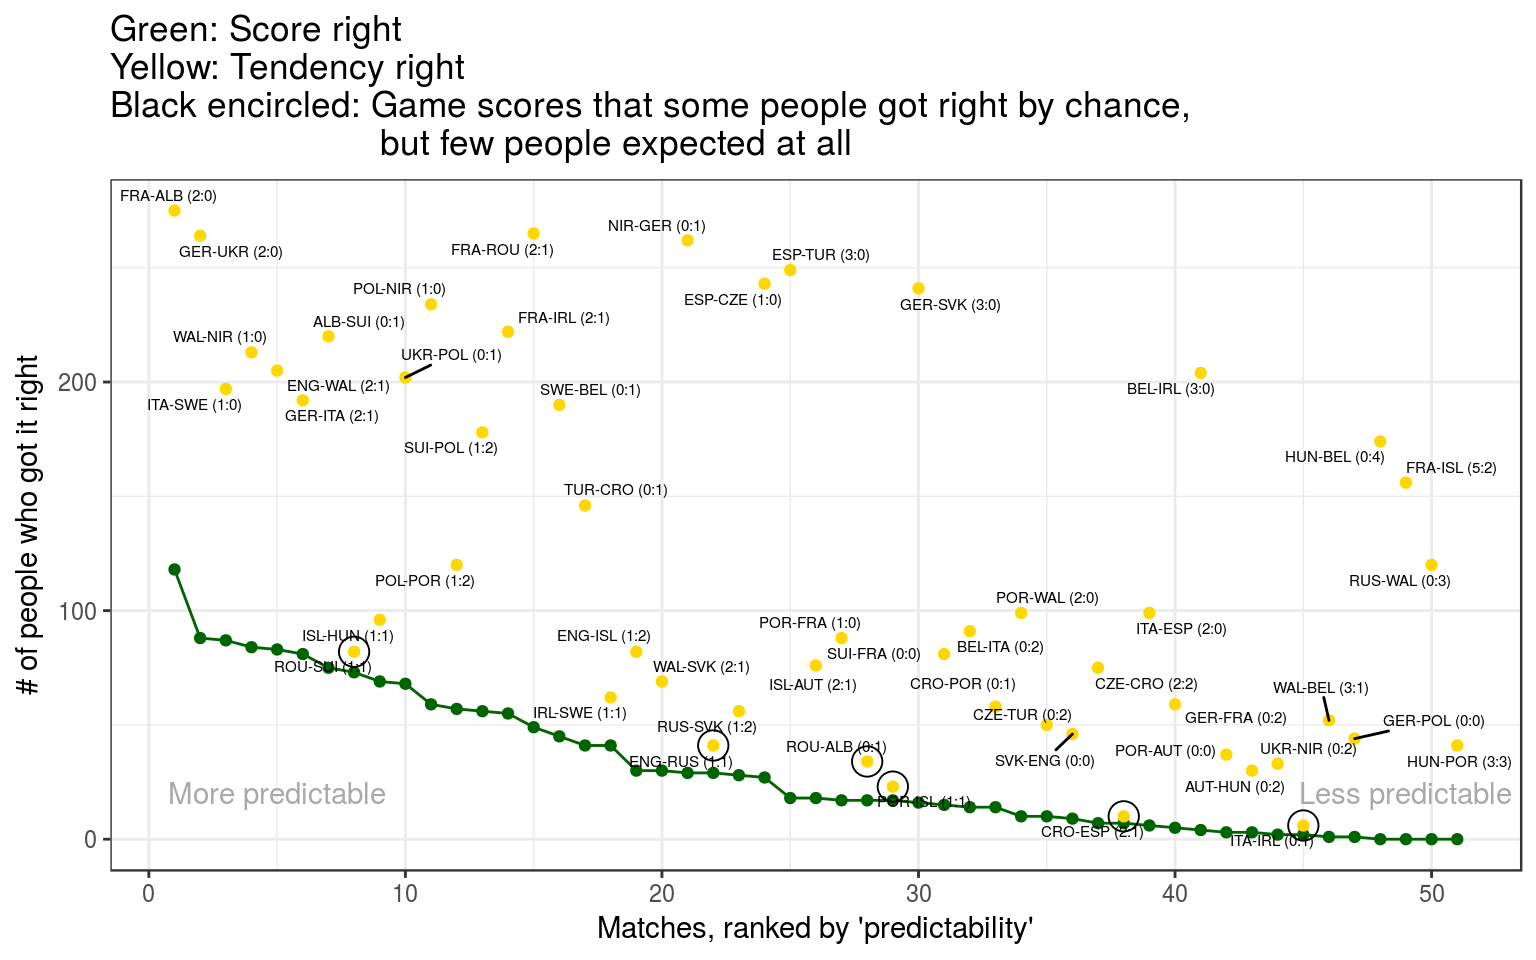 Green: Score right
Yellow: Tendency right
Black encircled: Game scores that some people got right by chance,
but few people expected at all
FRA-ALB (2:0)
GER-UKR (2:0)
FRA-ROU (2:1)
NIR-GER (0:1)
ESP-TUR (3:0)
ESP-CZE (1:0)
GER-SVK (3:0)
POL-NIR (1:0)
ALB-SUI (0:1)
FRA-IRL (2:1)
WAL-NIR (1:0)
UKR-POL (0:1)
ENG-WAL (2:1)
SWE-BEL (0:1)
BEL-IRL (3:0)
ITA-SWE (1:0)
GER-ITA (2:1)
SUI-POL (1:2)
HUN-BEL (0:4)
FRA-ISL (5:2)
TUR-CRO (0:1)
POL-POR (1:2)
RUS-WAL (0:3)
POR-WAL (2:0)
ISL-HUN (1:1)
ENG-ISL (1:2)
POR-FRA (1:0)
ITA-ESP (2:0)
BEL-ITA (0:2)
SUI-FRA (0:0)
ROU-SUI (1:1)
WAL-SVK (2:1)
ISL-AUT (2:1)
CRO-POR (0:1)
CZE-CRO (2:2)
WAL-BEL (3:1)
IRL-SWE (1:1)
CZE-TUR (0:2)
GER-FRA (0:2)
GER-POL (0:0)
RUS-SVK (1:2)
ROU-ALB (0:1)
POR-AUT (0:0)
UKR-NIR (0:2)
ENG-RUS (1:1)
SVK-ENG (0:0)
HUN-POR (3:3)
AUT-HUN (0:2)
More predictable
Less predictable
POR-ISL (1:1)
CRO-ESP (2:1)
ITA-IRL (0:1)
200
100
0
# of people who got it right
0 10 20 30 40 50
Matches, ranked by 'predictability'